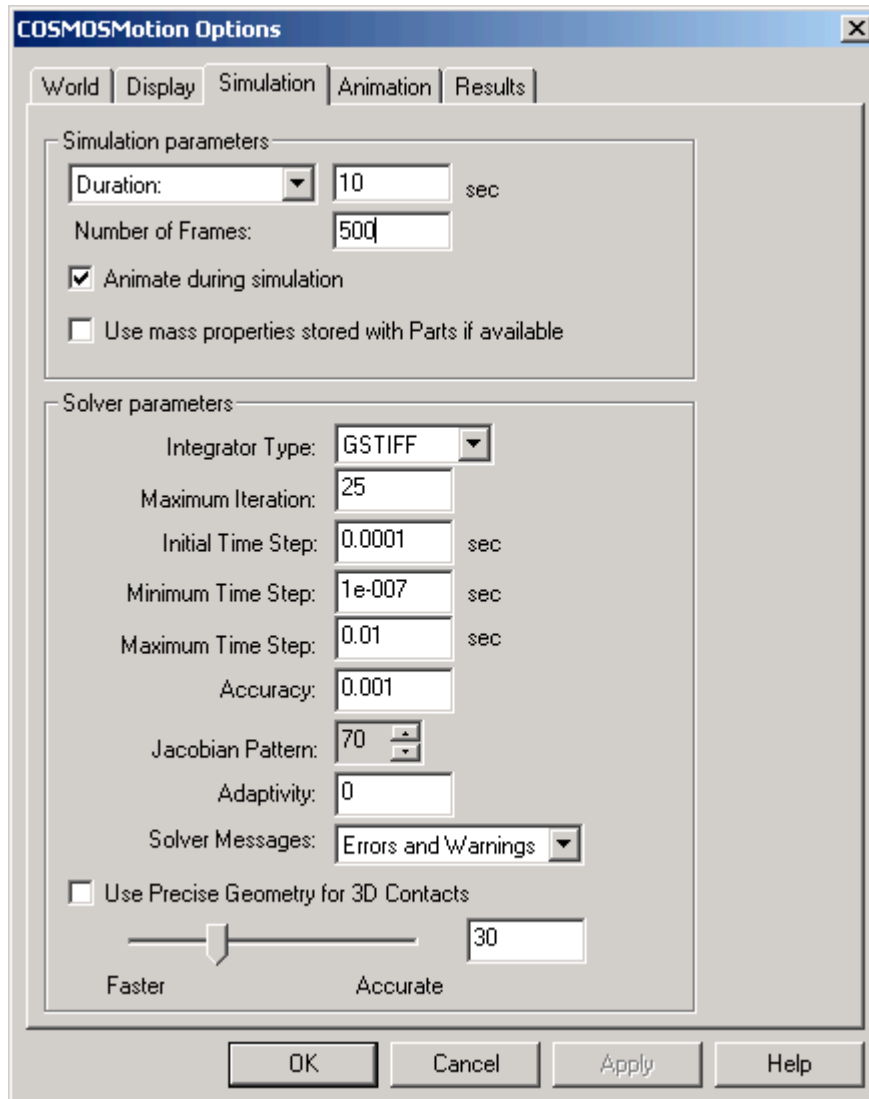 COSMOSMotion Options
World Display Simulation Animation Results
Simulation parameters
Duration: 10 sec
Number of Frames: 500
Animate during simulation
Use mass properties stored with Parts if available
Solver parameters
Integrator Type: GSTIFF
Maximum Iteration: 25
Initial Time Step: 0.0001 sec
Minimum Time Step: 1e-007 sec
Maximum Time Step: 0.01 sec
Accuracy: 0.001
Jacobian Pattern: 70
Adaptivity: 0
Solver Messages: Errors and Warnings
Use Precise Geometry for 3D Contacts
30
Faster Accurate
OK Cancel Apply Help